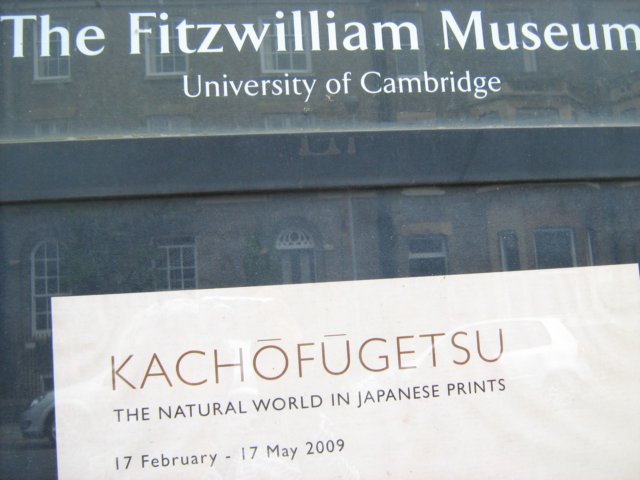 The Fitzwilliam Museum
University of Cambridge
KACHŌFŪGETSU
THE NATURAL WORLD IN JAPANESE PRINTS
17 February - 17 May 2009